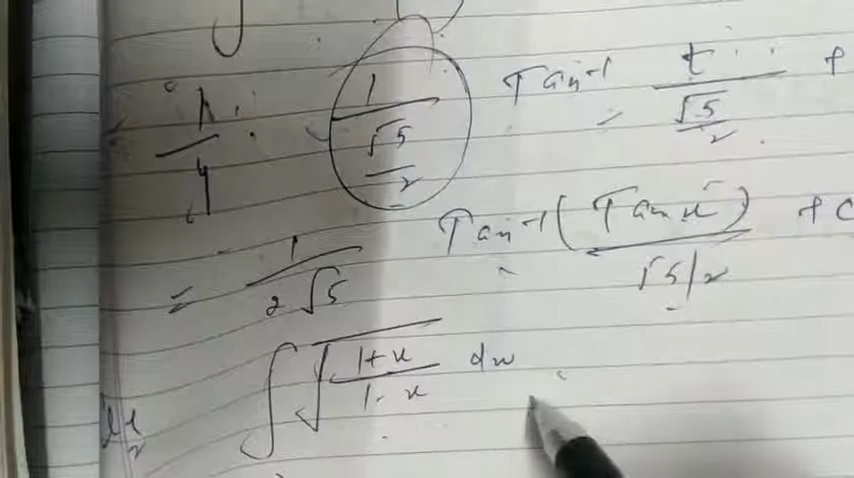 1/4 · 1/(√5/2) Tan⁻¹ t/(√5/2) +
= 1/(2√5) Tan⁻¹(Tan x/(√5/2)) + C
∫ √((1+x)/(1-x)) dx